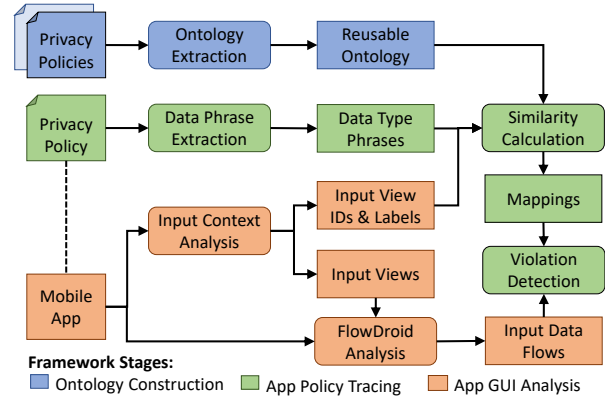 Privacy
Policies
Ontology
Extraction
Reusable
Ontology
Privacy
Policy
Data Phrase
Extraction
Data Type
Phrases
Similarity
Calculation
Input Context
Analysis
Input View
IDs & Labels
Mappings
Input Views
Violation
Detection
Mobile
App
FlowDroid
Analysis
Input Data
Flows
Framework Stages:
Ontology Construction
App Policy Tracing
App GUI Analysis